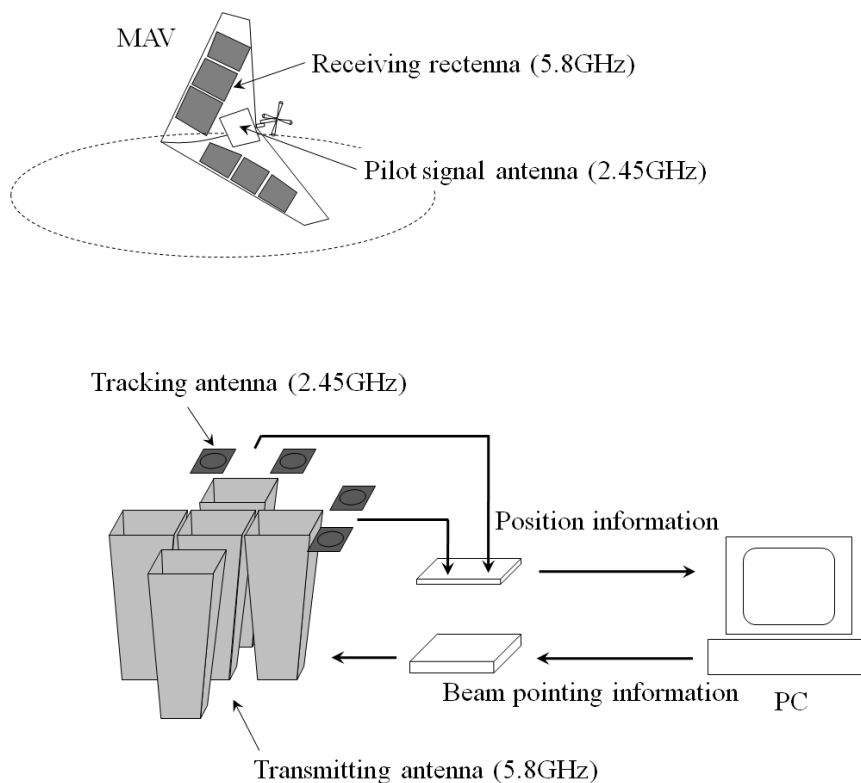 MAV
Receiving rectenna (5.8GHz)
Pilot signal antenna (2.45GHz)
Tracking antenna (2.45GHz)
Position information
Beam pointing information
PC
Transmitting antenna (5.8GHz)